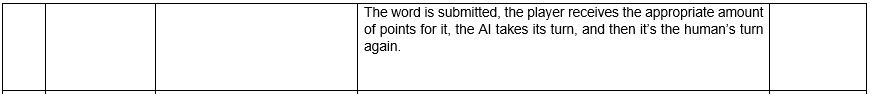 The word is submitted, the player receives the appropriate amount
of points for it, the AI takes its turn, and then it's the human's turn
again.